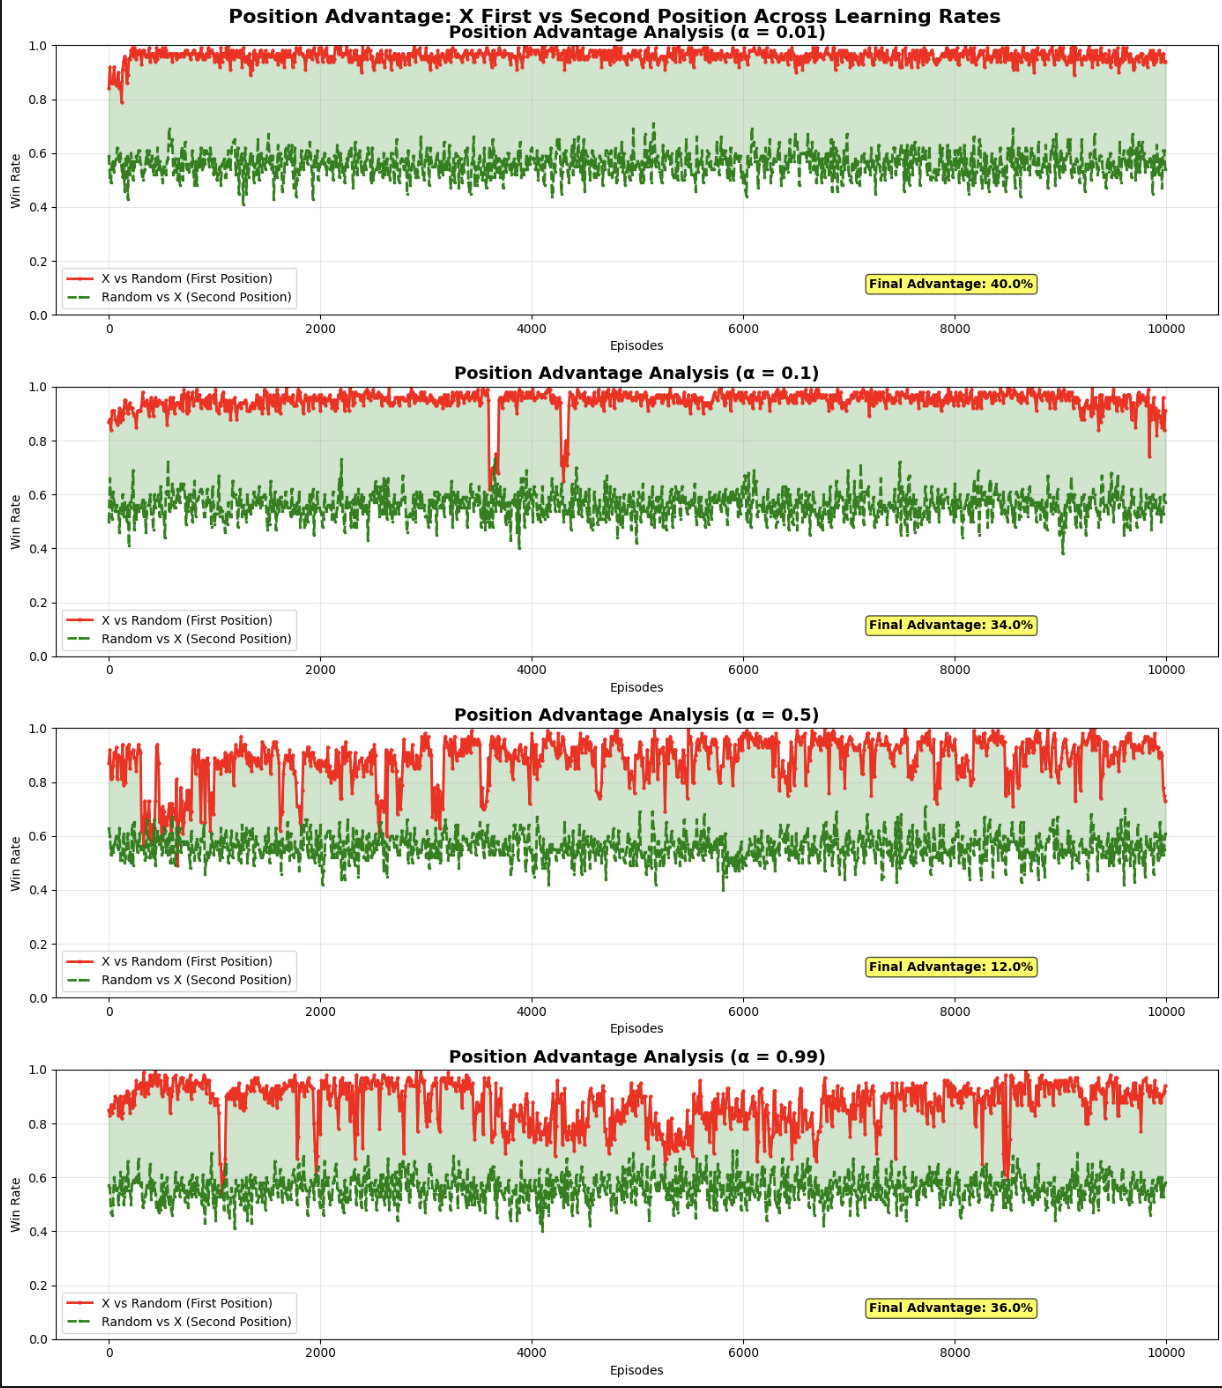 Position Advantage: X First vs Second Position Across Learning Rates
Position Advantage Analysis (α = 0.01)
1.0
0.8
0.6
0.4
0.2
0.0
Win Rate
X vs Random (First Position)
Random vs X (Second Position)
Final Advantage: 40.0%
0 2000 4000 6000 8000 10000
Episodes
Position Advantage Analysis (α = 0.1)
1.0
0.8
0.6
0.4
0.2
0.0
Win Rate
X vs Random (First Position)
Random vs X (Second Position)
Final Advantage: 34.0%
0 2000 4000 6000 8000 10000
Episodes
Position Advantage Analysis (α = 0.5)
1.0
0.8
0.6
0.4
0.2
0.0
Win Rate
X vs Random (First Position)
Random vs X (Second Position)
Final Advantage: 12.0%
0 2000 4000 6000 8000 10000
Episodes
Position Advantage Analysis (α = 0.99)
1.0
0.8
0.6
0.4
0.2
0.0
Win Rate
X vs Random (First Position)
Random vs X (Second Position)
Final Advantage: 36.0%
0 2000 4000 6000 8000 10000
Episodes